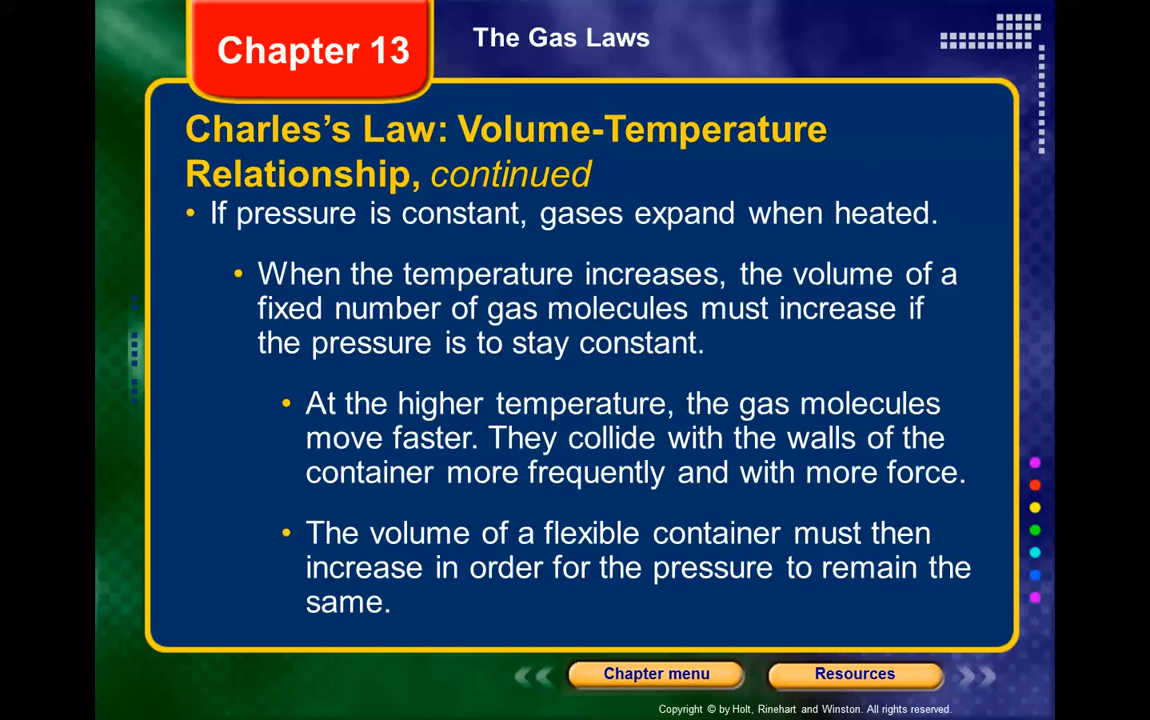 Chapter 13
The Gas Laws
Charles’s Law: Volume-Temperature
Relationship, continued
• If pressure is constant, gases expand when heated.
• When the temperature increases, the volume of a
fixed number of gas molecules must increase if
the pressure is to stay constant.
• At the higher temperature, the gas molecules
move faster. They collide with the walls of the
container more frequently and with more force.
• The volume of a flexible container must then
increase in order for the pressure to remain the
same.
Chapter menu
Resources
Copyright © by Holt, Rinehart and Winston. All rights reserved.